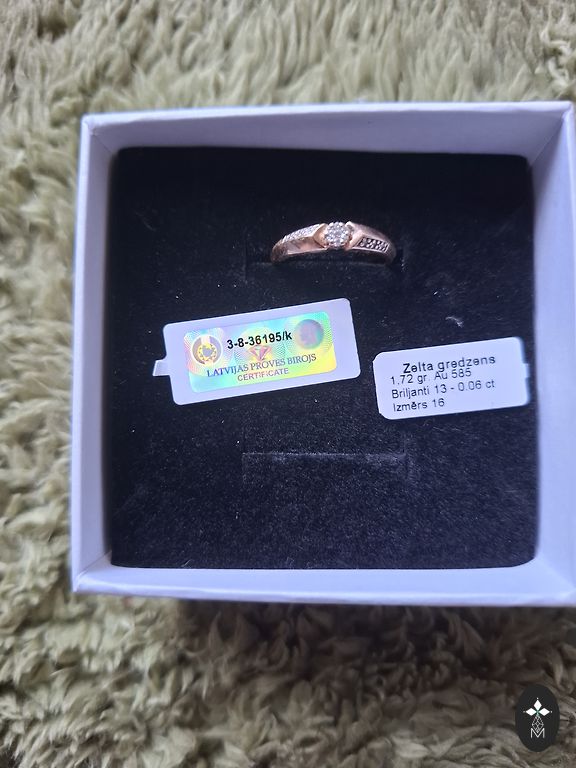 3-8-36195/k
LATVIJAS PROVES BIROJS
CERTIFICATE
Zelta gredzens
1,72 gr. Au 585
Briljanti 13 - 0.06 ct
Izmērs 16
M